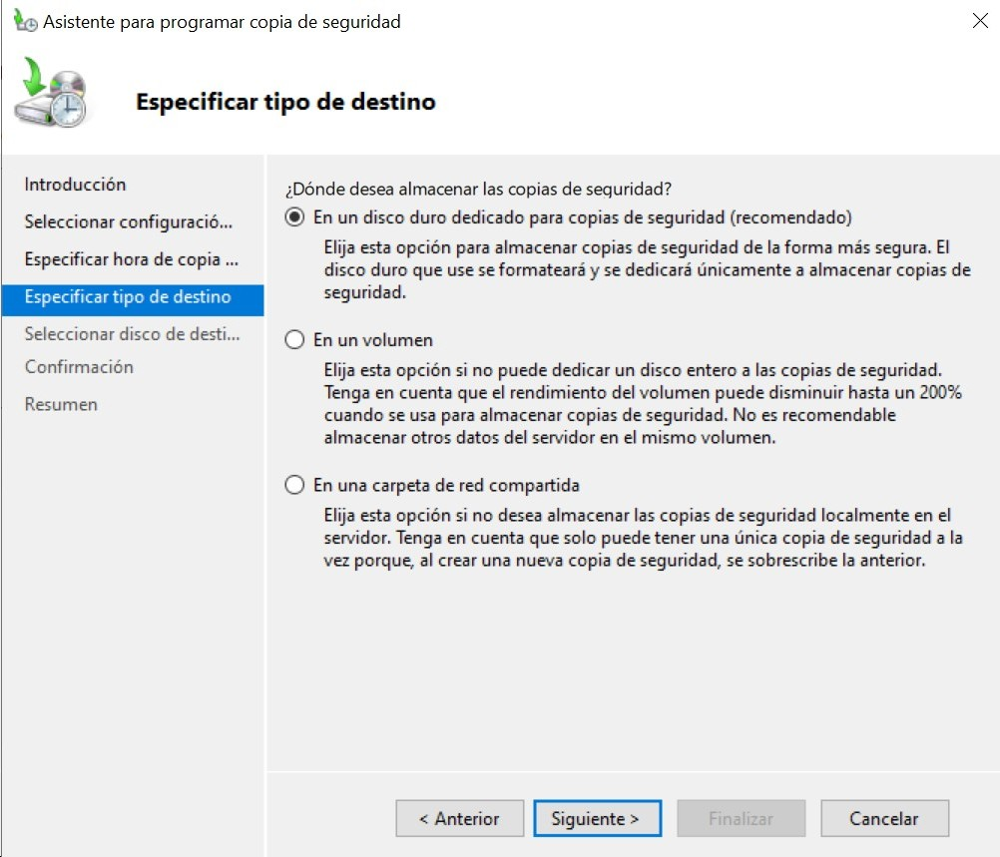 Asistente para programar copia de seguridad
Especificar tipo de destino
Introducción
Seleccionar configuració...
Especificar hora de copia ...
Especificar tipo de destino
Seleccionar disco de desti...
Confirmación
Resumen
¿Dónde desea almacenar las copias de seguridad?
En un disco duro dedicado para copias de seguridad (recomendado)
Elija esta opción para almacenar copias de seguridad de la forma más segura. El
disco duro que use se formateará y se dedicará únicamente a almacenar copias de
seguridad.
En un volumen
Elija esta opción si no puede dedicar un disco entero a las copias de seguridad.
Tenga en cuenta que el rendimiento del volumen puede disminuir hasta un 200%
cuando se usa para almacenar copias de seguridad. No es recomendable
almacenar otros datos del servidor en el mismo volumen.
En una carpeta de red compartida
Elija esta opción si no desea almacenar las copias de seguridad localmente en el
servidor. Tenga en cuenta que solo puede tener una única copia de seguridad a la
vez porque, al crear una nueva copia de seguridad, se sobrescribe la anterior.
< Anterior
Siguiente >
Finalizar
Cancelar